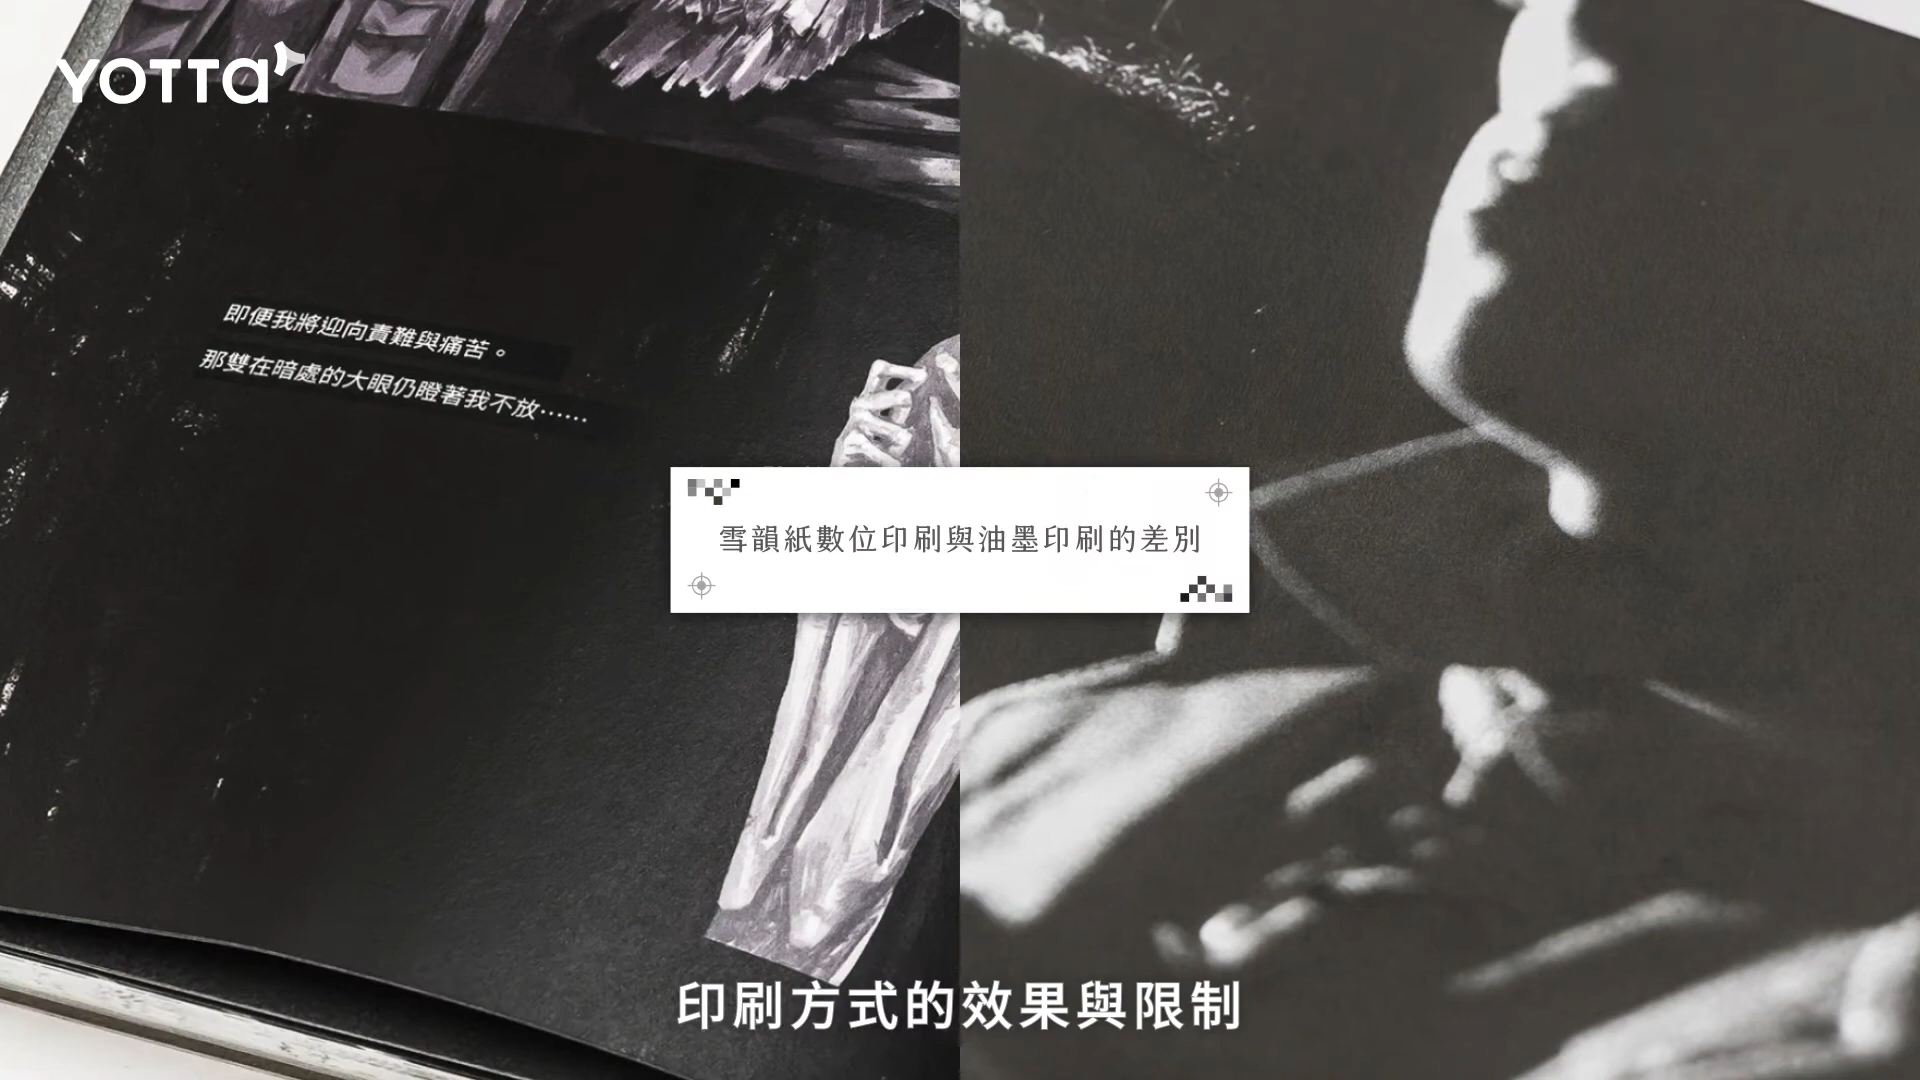 YOTTA
即便我將迎向責難與痛苦。
那雙在暗處的大眼仍瞪著我不放……
雪韻紙數位印刷與油墨印刷的差別
印刷方式的效果與限制